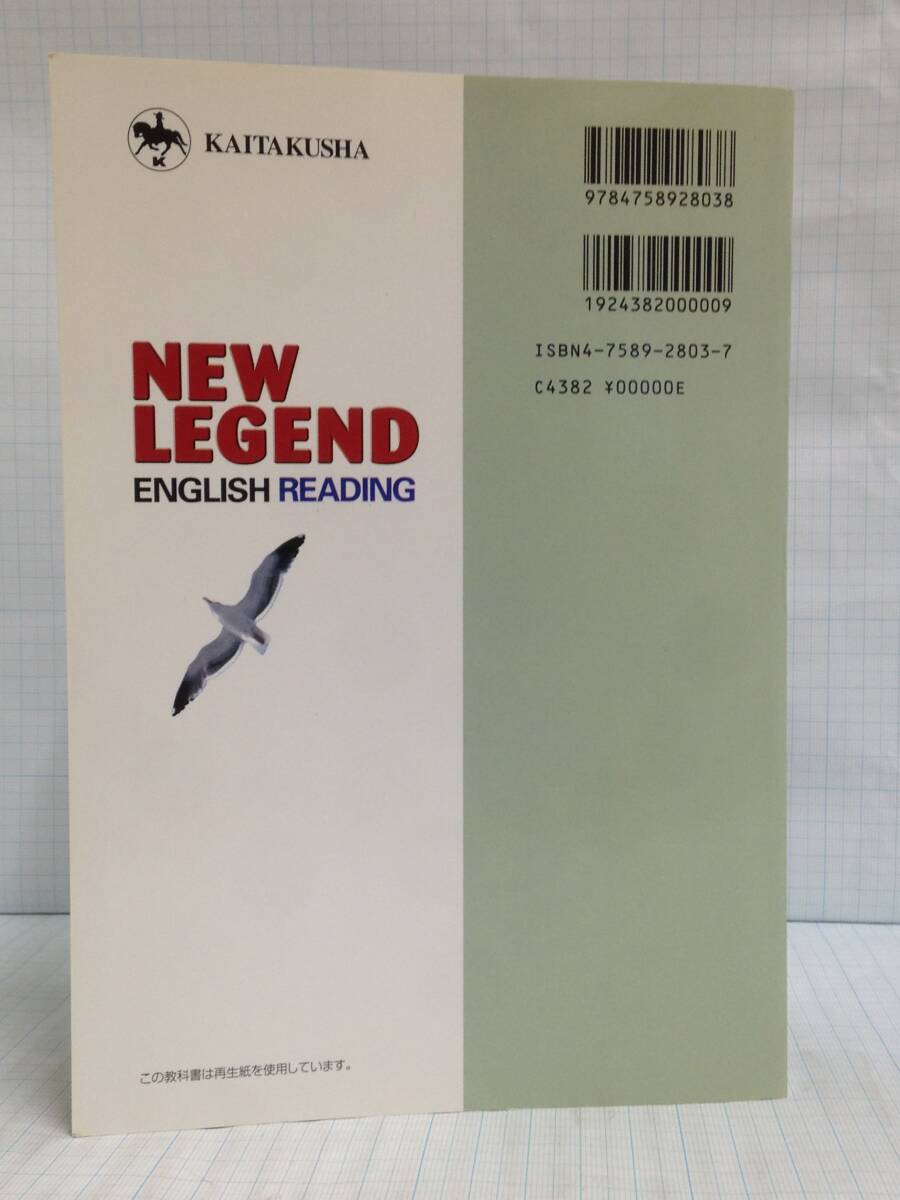 K
KAITAKUSHA
9784758928038
1924382000009
ISBN4-7589-2803-7
C4382 ¥00000E
NEW
LEGEND
ENGLISH READING
この教科書は再生紙を使用しています。